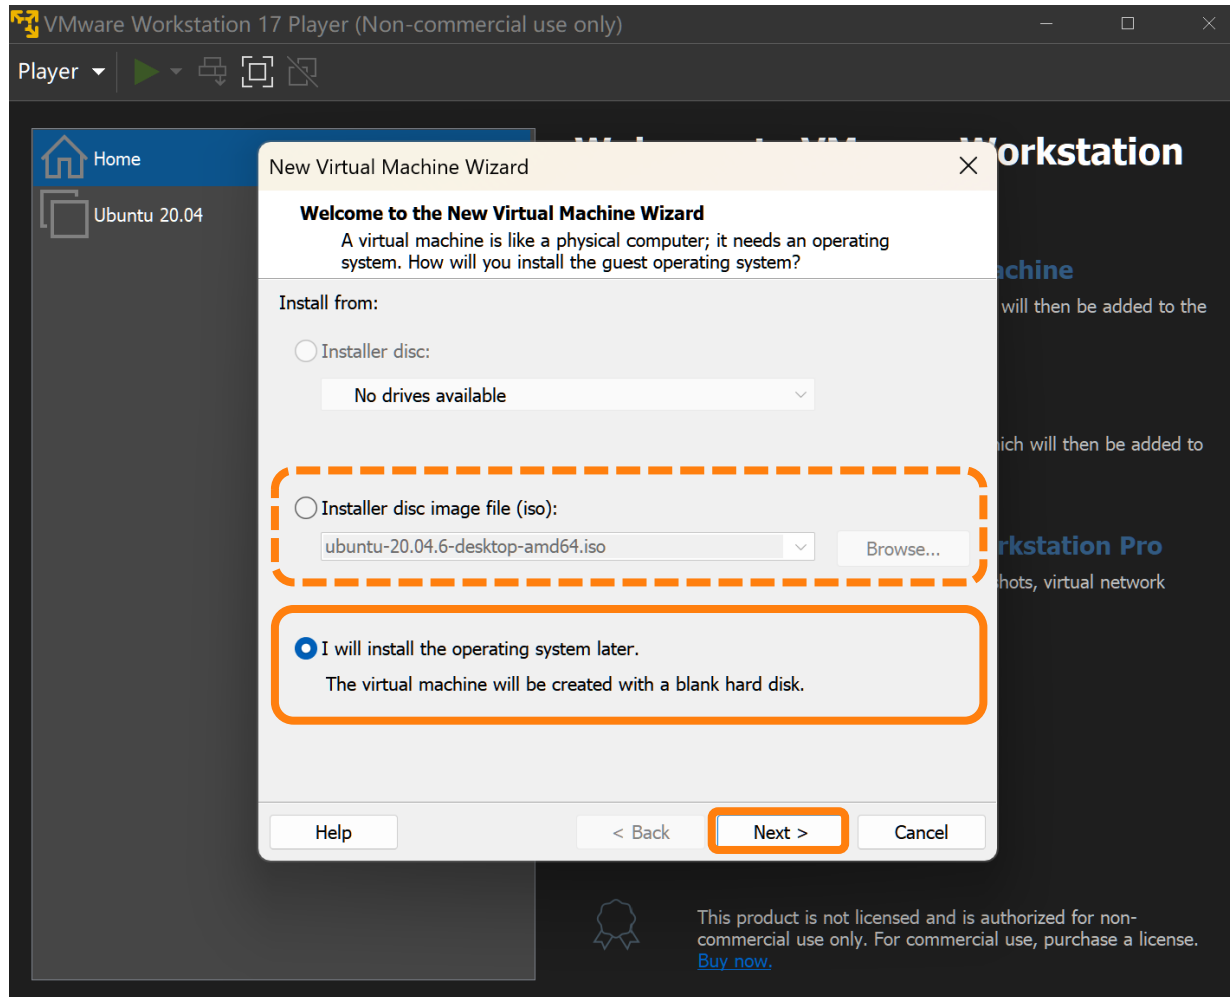 VMware Workstation 17 Player (Non-commercial use only)
Player
Home
Ubuntu 20.04
orkstation
New Virtual Machine Wizard
Welcome to the New Virtual Machine Wizard
A virtual machine is like a physical computer; it needs an operating
system. How will you install the guest operating system?
achine
will then be added to the
Install from:
Installer disc:
No drives available
ich will then be added to
Installer disc image file (iso):
ubuntu-20.04.6-desktop-amd64.iso
Browse...
rkstation Pro
hots, virtual network
I will install the operating system later.
The virtual machine will be created with a blank hard disk.
Help
< Back
Next >
Cancel
This product is not licensed and is authorized for non-
commercial use only. For commercial use, purchase a license.
Buy now.